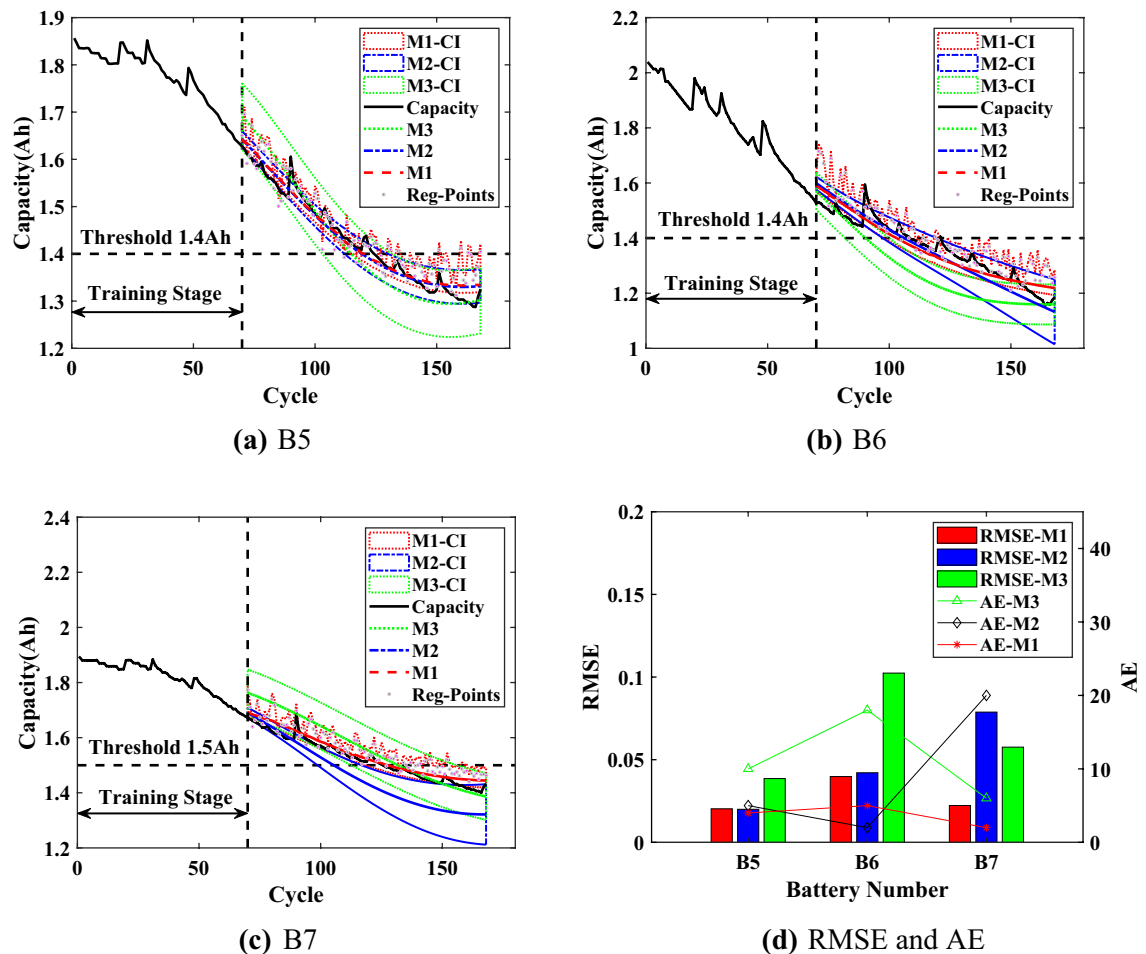 1.9
1.8
1.7
1.6
1.5
1.4
1.3
1.2
Capacity(Ah)
Threshold 1.4Ah
Training Stage
M1-CI
M2-CI
M3-CI
Capacity
M3
M2
M1
Reg-Points
0
50
100
150
Cycle
(a) B5
2.2
2
1.8
1.6
1.4
1.2
1
Capacity(Ah)
Threshold 1.4Ah
Training Stage
M1-CI
M2-CI
M3-CI
Capacity
M3
M2
M1
Reg-Points
0
50
100
150
Cycle
(b) B6
2.4
2.2
2
1.8
1.6
1.4
1.2
Capacity(Ah)
Threshold 1.5Ah
Training Stage
M1-CI
M2-CI
M3-CI
Capacity
M3
M2
M1
Reg-Points
0
50
100
150
Cycle
(c) B7
0.2
0.15
0.1
0.05
0
RMSE
RMSE-M1
RMSE-M2
RMSE-M3
AE-M3
AE-M2
AE-M1
40
30
20
10
0
AE
B5
B6
B7
Battery Number
(d) RMSE and AE